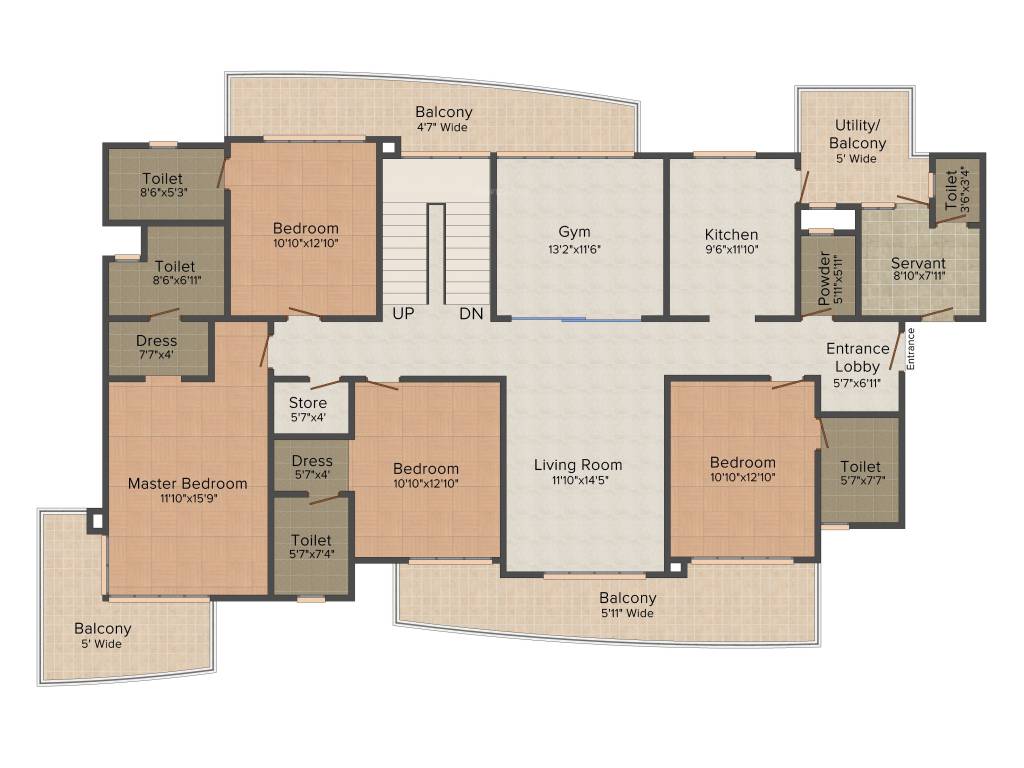 Balcony
4'7" Wide
Utility/
Balcony
5' Wide
Toilet
8'6"x5'3"
Toilet
3'6"x3'4"
Bedroom
10'10"x12'10"
Gym
13'2"x11'6"
Kitchen
9'6"x11'10"
Toilet
8'6"x6'11"
Powder
5'11"x5'11"
Servant
8'10"x7'11"
UP
DN
Dress
7'7"x4'
Entrance
Lobby
5'7"x6'11"
Entrance
Store
5'7"x4'
Dress
5'7"x4'
Bedroom
10'10"x12'10"
Living Room
11'10"x14'5"
Bedroom
10'10"x12'10"
Toilet
5'7"x7'7"
Master Bedroom
11'10"x15'9"
Toilet
5'7"x7'4"
Balcony
5'11" Wide
Balcony
5' Wide